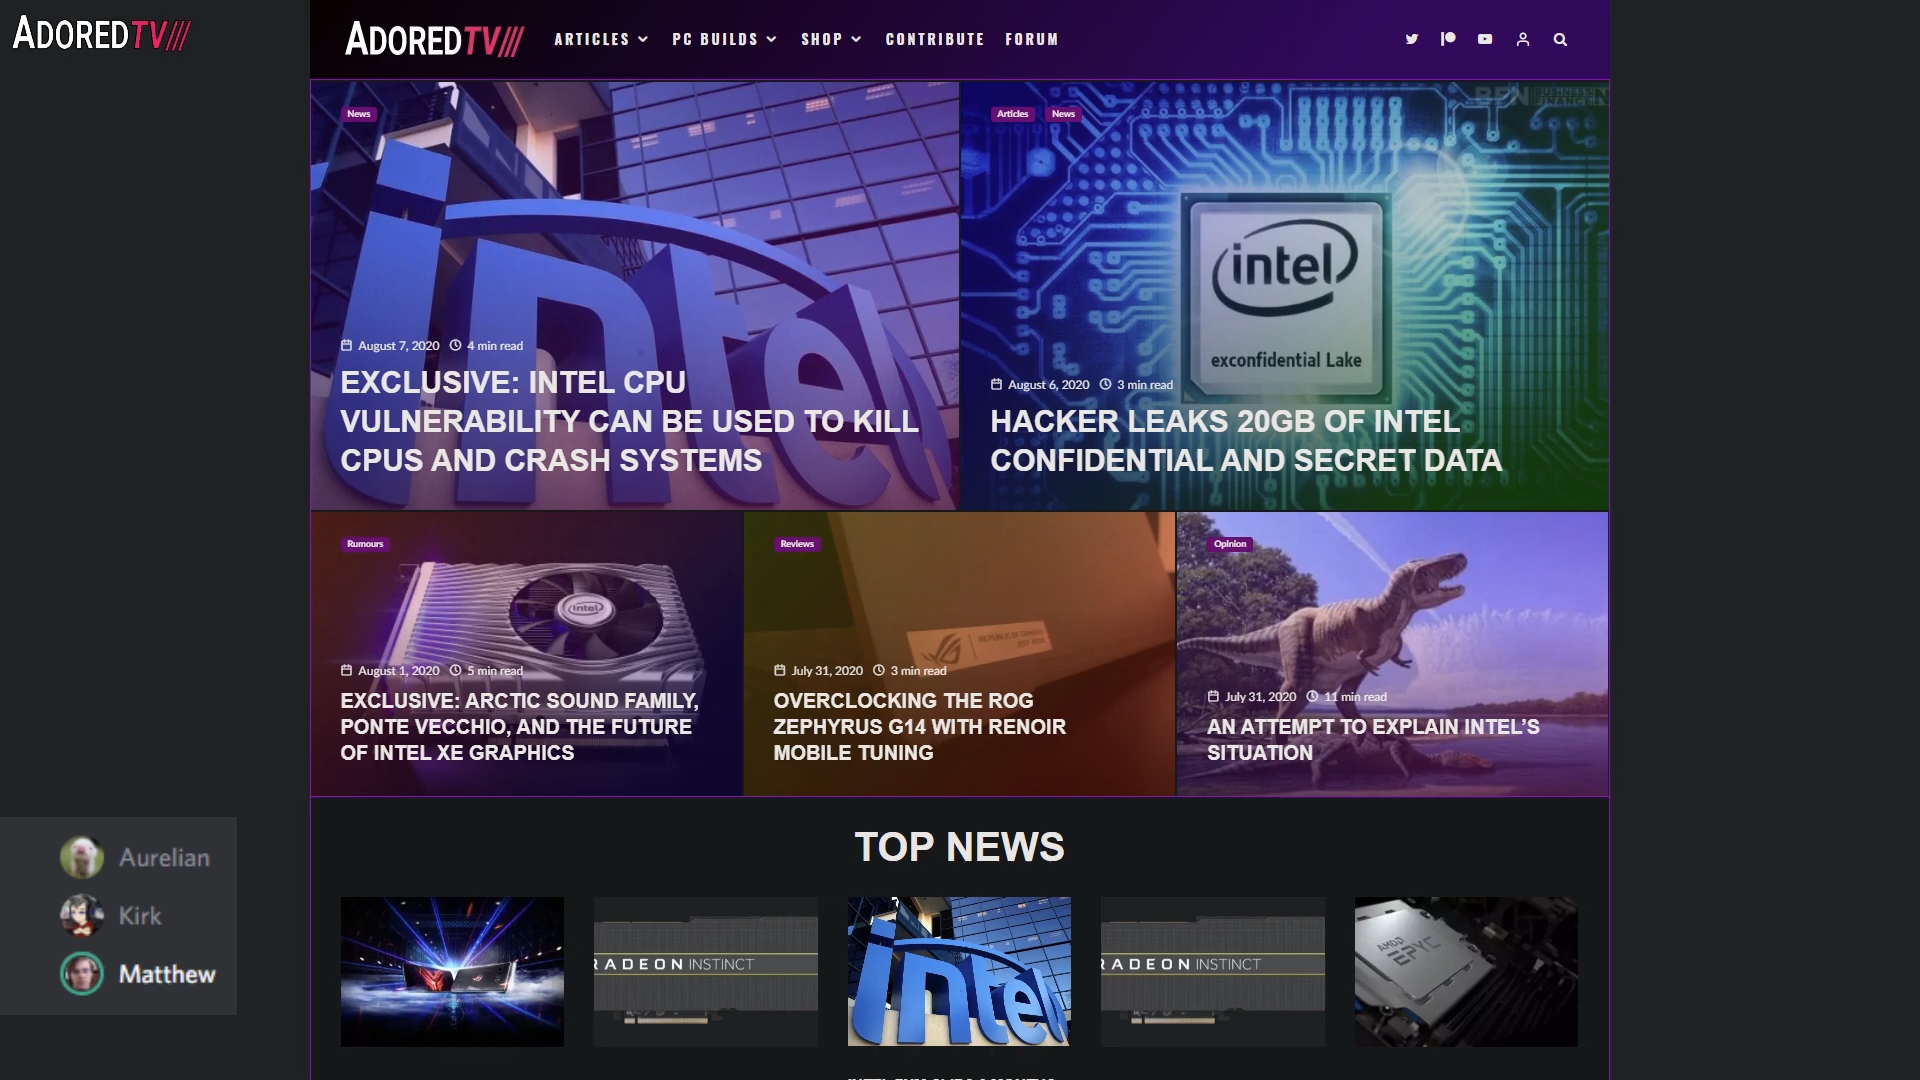 ADOREDTV///
ADOREDTV///
ARTICLES
PC BUILDS
SHOP
CONTRIBUTE
FORUM
News
August 7, 2020 4 min read
EXCLUSIVE: INTEL CPU
VULNERABILITY CAN BE USED TO KILL
CPUS AND CRASH SYSTEMS
Articles
News
intel
exconfidential Lake
August 6, 2020 3 min read
HACKER LEAKS 20GB OF INTEL
CONFIDENTIAL AND SECRET DATA
Rumours
intel
August 1, 2020 5 min read
EXCLUSIVE: ARCTIC SOUND FAMILY,
PONTE VECCHIO, AND THE FUTURE
OF INTEL XE GRAPHICS
Reviews
REPUBLIC OF GAMERS
July 31, 2020 3 min read
OVERCLOCKING THE ROG
ZEPHYRUS G14 WITH RENOIR
MOBILE TUNING
Opinion
July 31, 2020 11 min read
AN ATTEMPT TO EXPLAIN INTEL'S
SITUATION
TOP NEWS
RADEON INSTINCT
intel
RADEON INSTINCT
AMD
EPYC
Aurelian
Kirk
Matthew